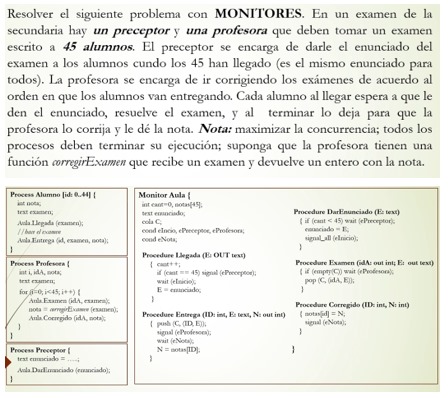 Resolver el siguiente problema con MONITORES. En un examen de la
secundaria hay un preceptor y una profesora que deben tomar un examen
escrito a 45 alumnos. El preceptor se encarga de darle el enunciado del
examen a los alumnos cundo los 45 han llegado (es el mismo enunciado para
todos). La profesora se encarga de ir corrigiendo los exámenes de acuerdo al
orden en que los alumnos van entregando. Cada alumno al llegar espera a que le
den el enunciado, resuelve el examen, y al terminar lo deja para que la
profesora lo corrija y le dé la nota. Nota: maximizar la concurrencia; todos los
procesos deben terminar su ejecución; suponga que la profesora tienen una
función corregirExamen que recibe un examen y devuelve un entero con la nota.
Process Alumno [id: 0..44] {
int nota;
text examen;
Aula.Llegada (examen);
//hace el examen
Aula.Entrega (id, examen, nota);
}
Process Profesora {
int i, idA, nota;
text examen;
for (i=0; i<45; i++) {
Aula.Examen (idA, examen);
nota = corregirExamen (examen);
Aula.Corregido (idA, nota);
}
}
Process Preceptor {
text enunciado = …..;
Aula.DarEnunciado (enunciado);
}
Monitor Aula {
int cant=0, notas[45];
text enunciado;
cola C;
cond eInicio, ePreceptor, eProfesora;
cond eNota;
Procedure Llegada (E: OUT text)
{ cant++;
if (cant == 45) signal (ePreceptor);
wait (eInicio);
E = enunciado;
}
Procedure Entrega (ID: int, E: text, N: out int)
{ push (C, (ID, E));
signal (eProfesora);
wait (eNota);
N = notas[ID];
}
Procedure DarEnunciado (E: text)
{ if (cant < 45) wait (ePreceptor);
enunciado = E;
signal_all (eInicio);
}
Procedure Examen (idA: out int; E: out text)
{ if (empty(C)) wait (eProfesora);
pop (C, (idA, E));
}
Procedure Corregido (ID: int, N: int)
{ notas[id] = N;
signal (eNota);
}
}